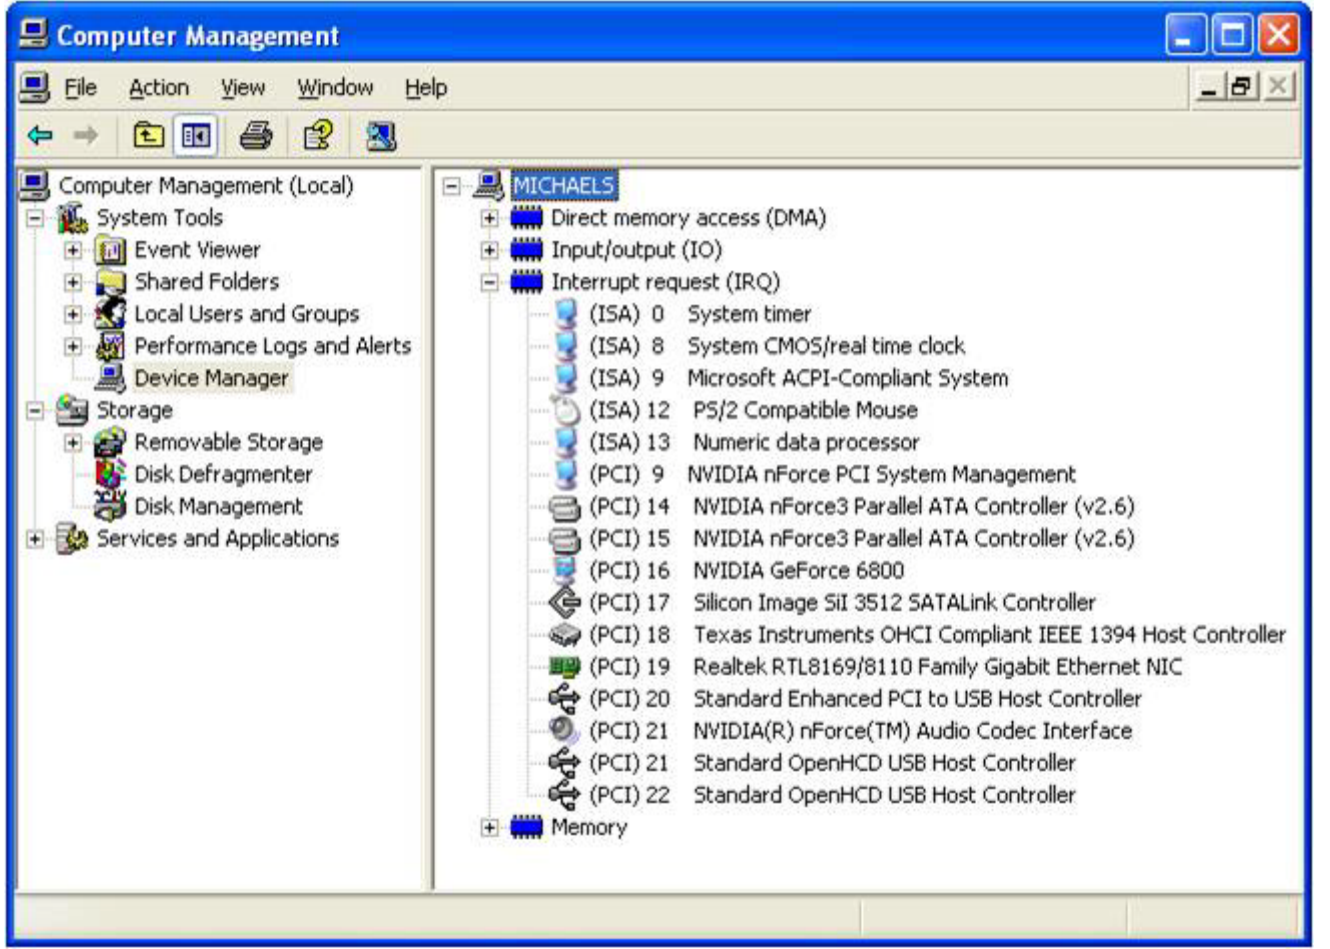 Computer Management
File Action View Window Help
Computer Management (Local)
System Tools
Event Viewer
Shared Folders
Local Users and Groups
Performance Logs and Alerts
Device Manager
Storage
Removable Storage
Disk Defragmenter
Disk Management
Services and Applications
MICHAELS
Direct memory access (DMA)
Input/output (IO)
Interrupt request (IRQ)
(ISA) 0 System timer
(ISA) 8 System CMOS/real time clock
(ISA) 9 Microsoft ACPI-Compliant System
(ISA) 12 PS/2 Compatible Mouse
(ISA) 13 Numeric data processor
(PCI) 9 NVIDIA nForce PCI System Management
(PCI) 14 NVIDIA nForce3 Parallel ATA Controller (v2.6)
(PCI) 15 NVIDIA nForce3 Parallel ATA Controller (v2.6)
(PCI) 16 NVIDIA GeForce 6800
(PCI) 17 Silicon Image SiI 3512 SATALink Controller
(PCI) 18 Texas Instruments OHCI Compliant IEEE 1394 Host Controller
(PCI) 19 Realtek RTL8169/8110 Family Gigabit Ethernet NIC
(PCI) 20 Standard Enhanced PCI to USB Host Controller
(PCI) 21 NVIDIA(R) nForce(TM) Audio Codec Interface
(PCI) 21 Standard OpenHCD USB Host Controller
(PCI) 22 Standard OpenHCD USB Host Controller
Memory